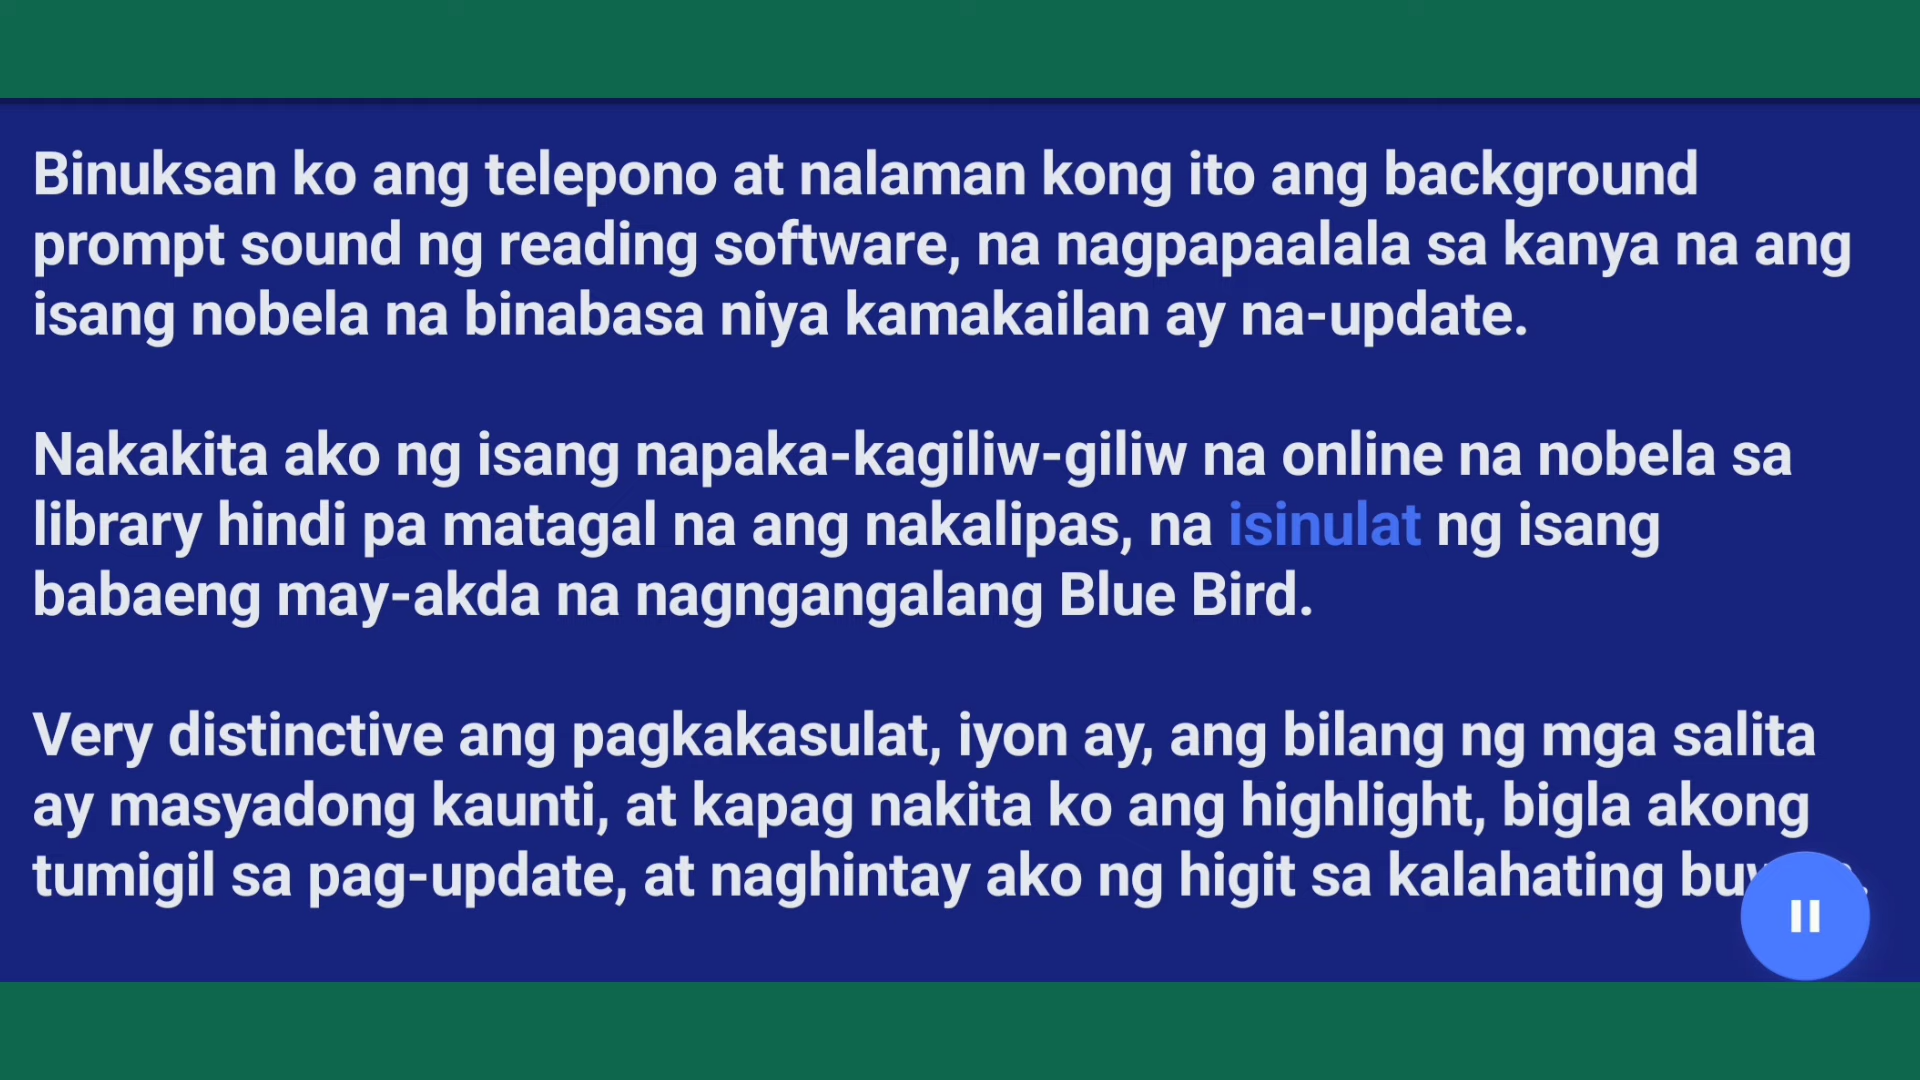 Binuksan ko ang telepono at nalaman kong ito ang background
prompt sound ng reading software, na nagpapaalala sa kanya na ang
isang nobela na binabasa niya kamakailan ay na-update.
Nakakita ako ng isang napaka-kagiliw-giliw na online na nobela sa
library hindi pa matagal na ang nakalipas, na isinulat ng isang
babaeng may-akda na nagngangalang Blue Bird.
Very distinctive ang pagkakasulat, iyon ay, ang bilang ng mga salita
ay masyadong kaunti, at kapag nakita ko ang highlight, bigla akong
tumigil sa pag-update, at naghintay ako ng higit sa kalahating